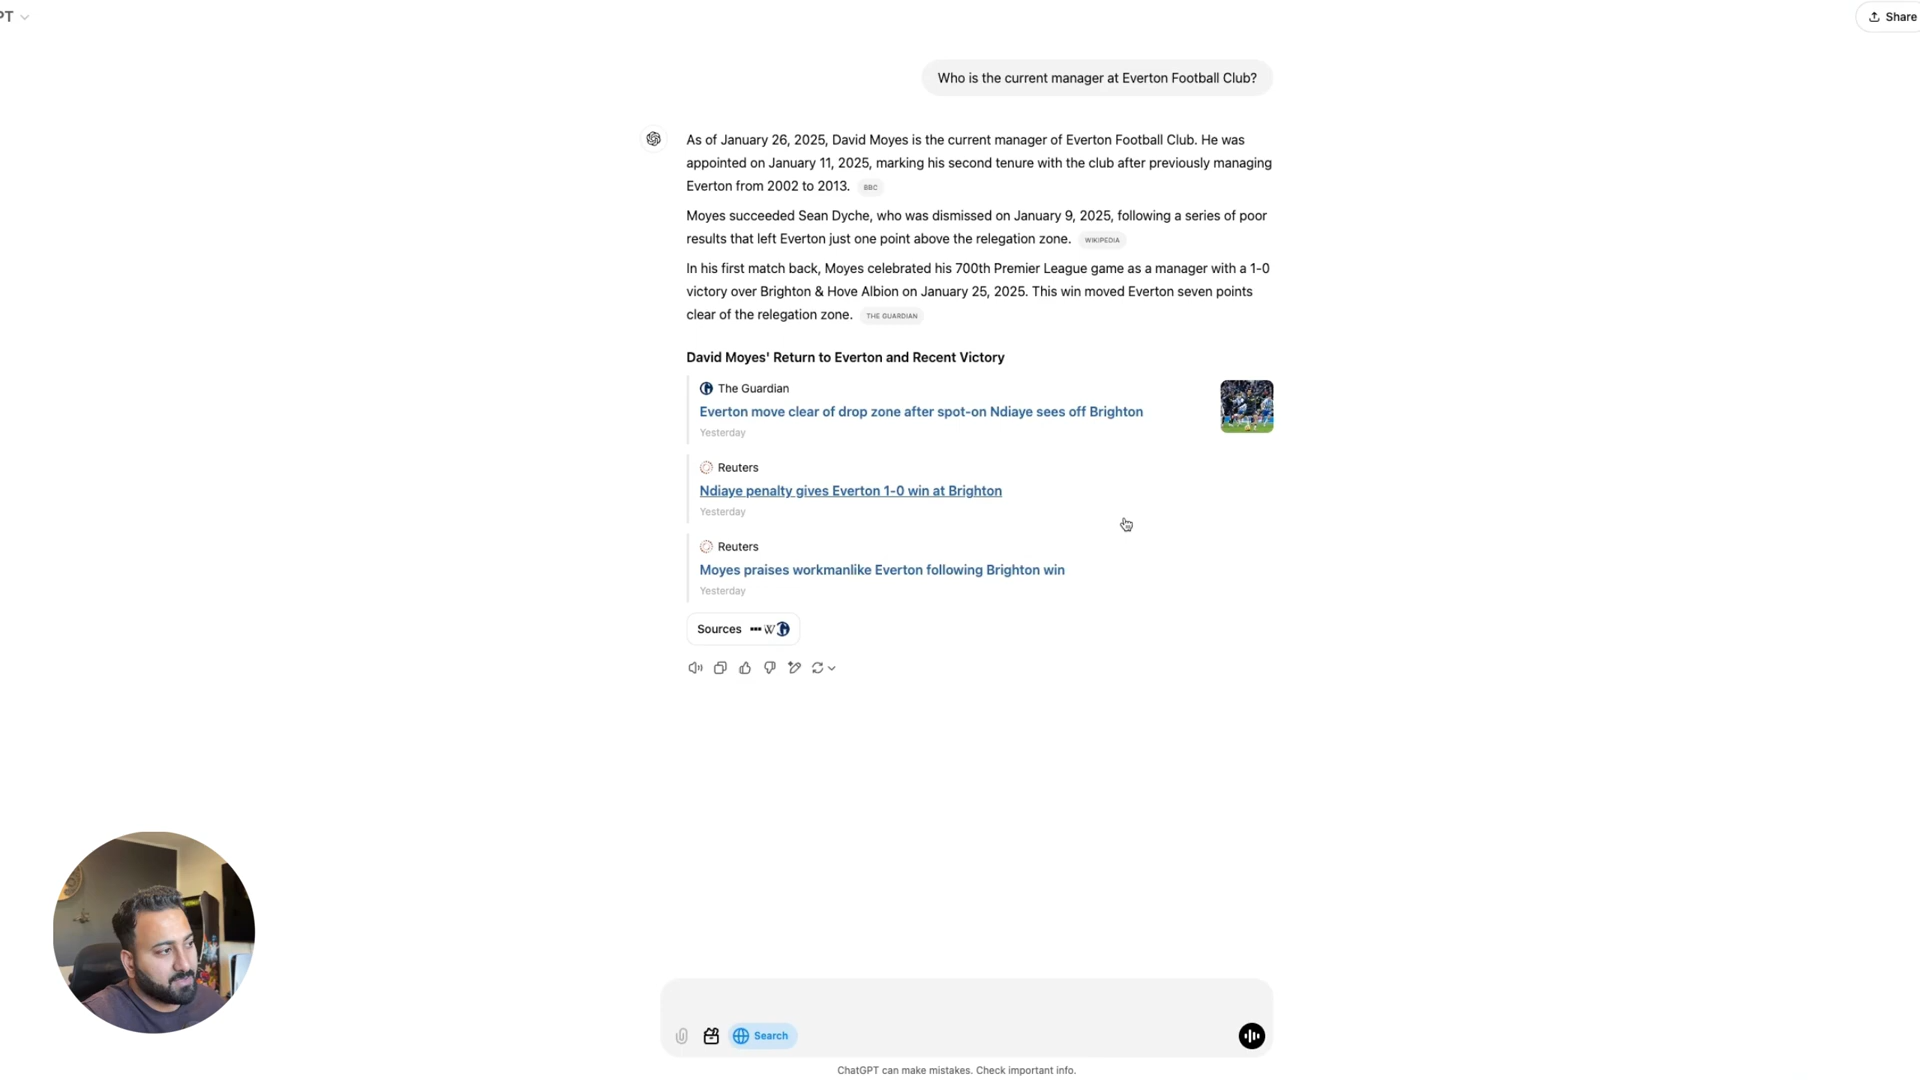 PT
Share
Who is the current manager at Everton Football Club?
As of January 26, 2025, David Moyes is the current manager of Everton Football Club. He was
appointed on January 11, 2025, marking his second tenure with the club after previously managing
Everton from 2002 to 2013. BBC
Moyes succeeded Sean Dyche, who was dismissed on January 9, 2025, following a series of poor
results that left Everton just one point above the relegation zone. WIKIPEDIA
In his first match back, Moyes celebrated his 700th Premier League game as a manager with a 1-0
victory over Brighton & Hove Albion on January 25, 2025. This win moved Everton seven points
clear of the relegation zone. THE GUARDIAN
David Moyes' Return to Everton and Recent Victory
The Guardian
Everton move clear of drop zone after spot-on Ndiaye sees off Brighton
Yesterday
Reuters
Ndiaye penalty gives Everton 1-0 win at Brighton
Yesterday
Reuters
Moyes praises workmanlike Everton following Brighton win
Yesterday
Sources W
Search
ChatGPT can make mistakes. Check important info.